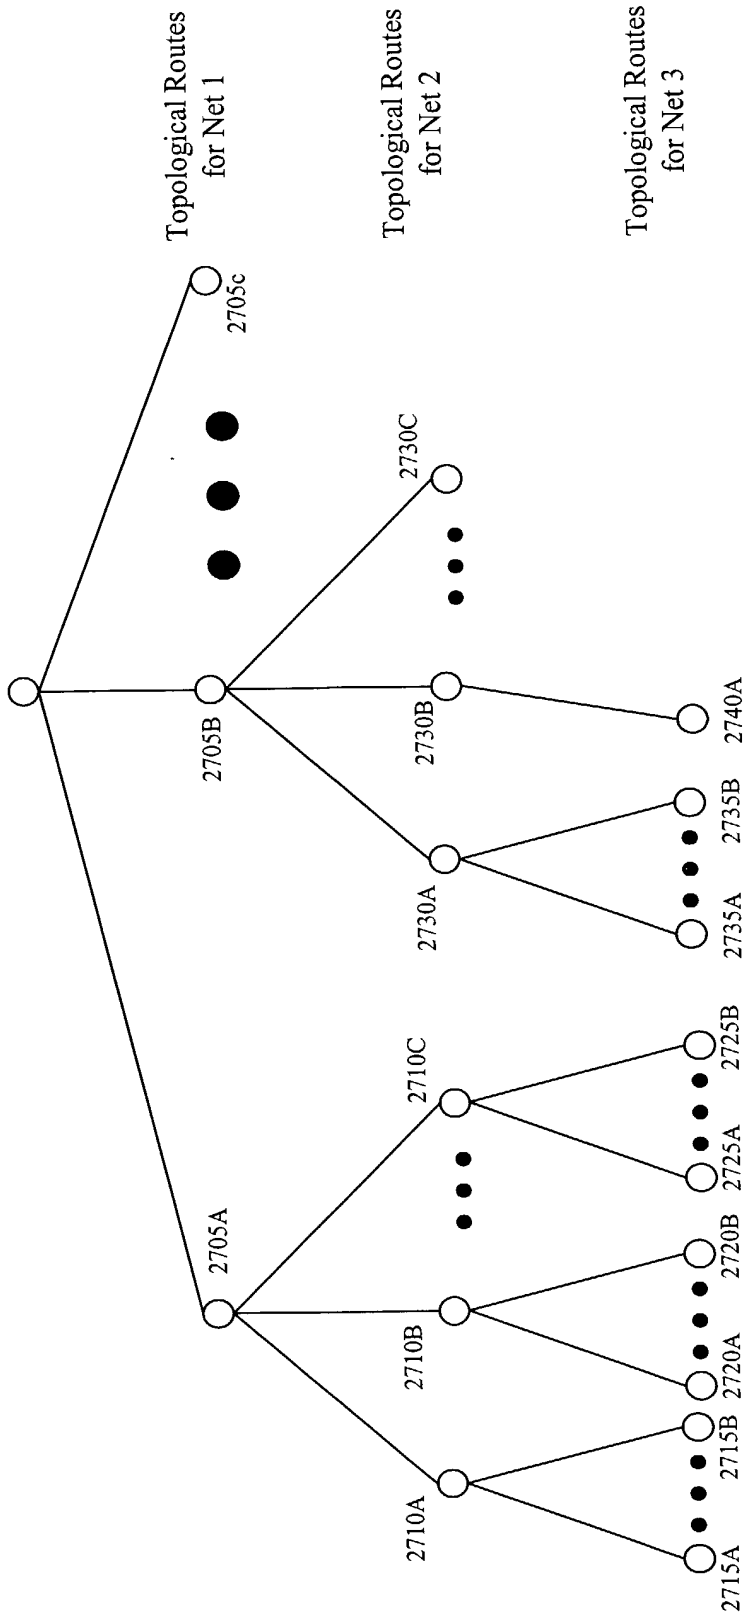 Topological Routes
for Net 1
2705A
2705B
2705c
Topological Routes
for Net 2
2710A
2710B
2710C
2730A
2730B
2730C
Topological Routes
for Net 3
2715A
2715B
2720A
2720B
2725A
2725B
2735A
2735B
2740A